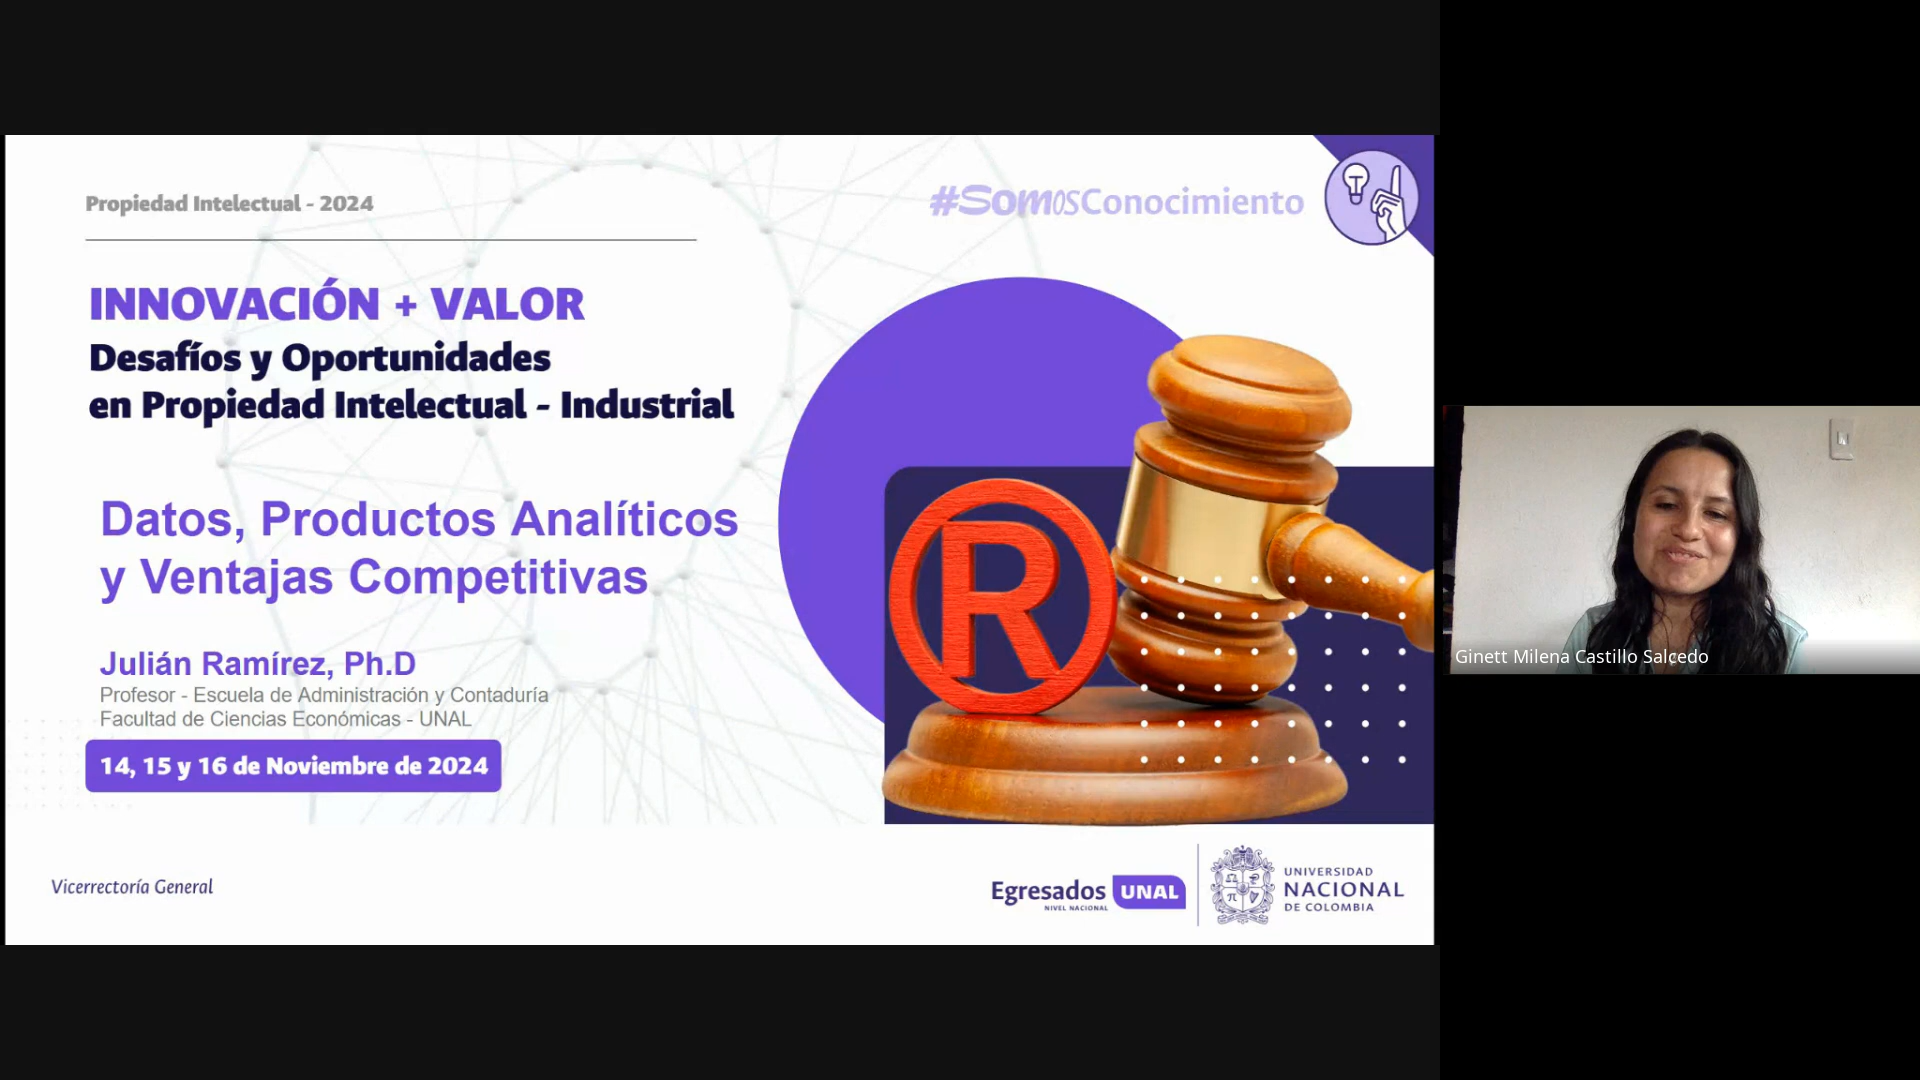 Propiedad Intelectual - 2024
#SomosConocimiento
INNOVACIÓN + VALOR
Desafíos y Oportunidades
en Propiedad Intelectual - Industrial
Datos, Productos Analíticos
y Ventajas Competitivas
Julián Ramírez, Ph.D
Profesor - Escuela de Administración y Contaduría
Facultad de Ciencias Económicas - UNAL
14, 15 y 16 de Noviembre de 2024
R
Ginett Milena Castillo Salcedo
Vicerrectoría General
Egresados UNAL
NIVEL NACIONAL
UNIVERSIDAD
NACIONAL
DE COLOMBIA